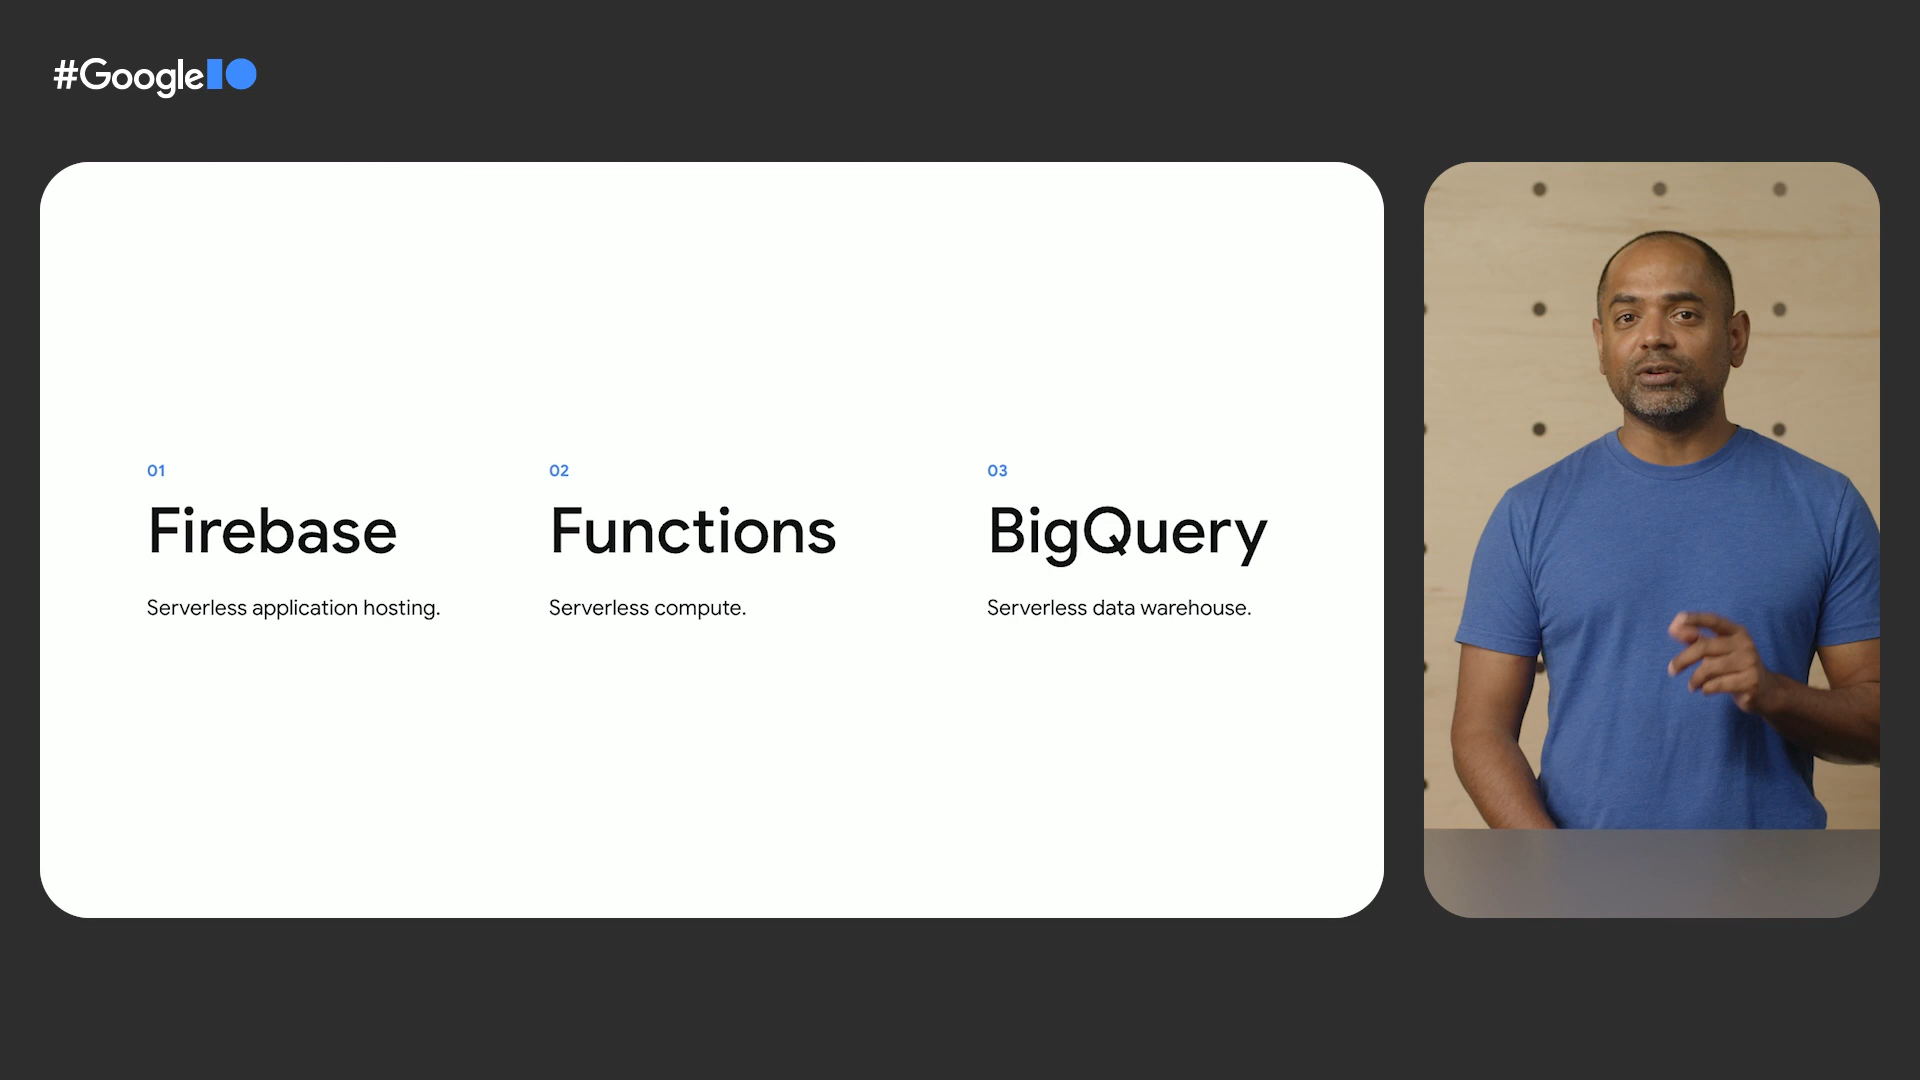 #GoogleIO
01
Firebase
Serverless application hosting.
02
Functions
Serverless compute.
03
BigQuery
Serverless data warehouse.